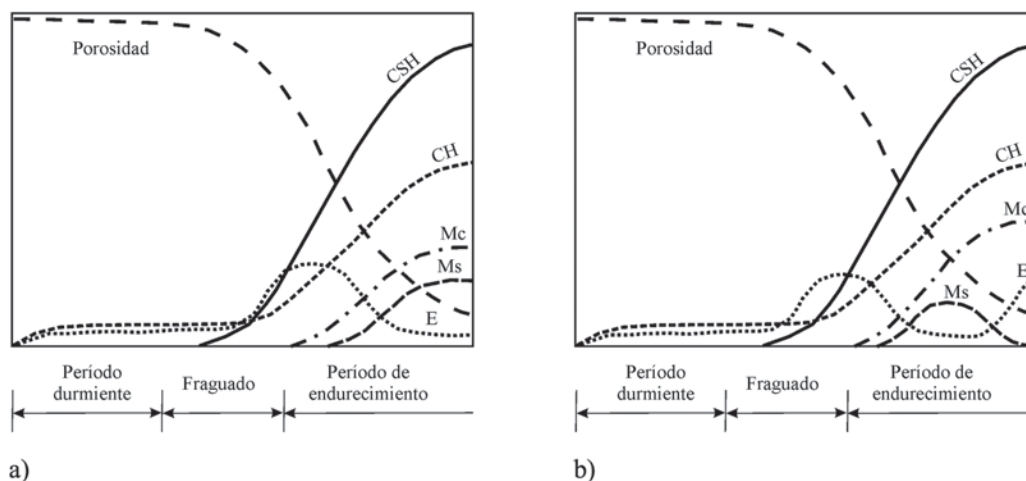 Porosidad
CSH
CH
Mc
Ms
E
Período
durmiente
Fraguado
Período de
endurecimiento
a)
Porosidad
CSH
CH
Mc
E
Ms
Período
durmiente
Fraguado
Período de
endurecimiento
b)